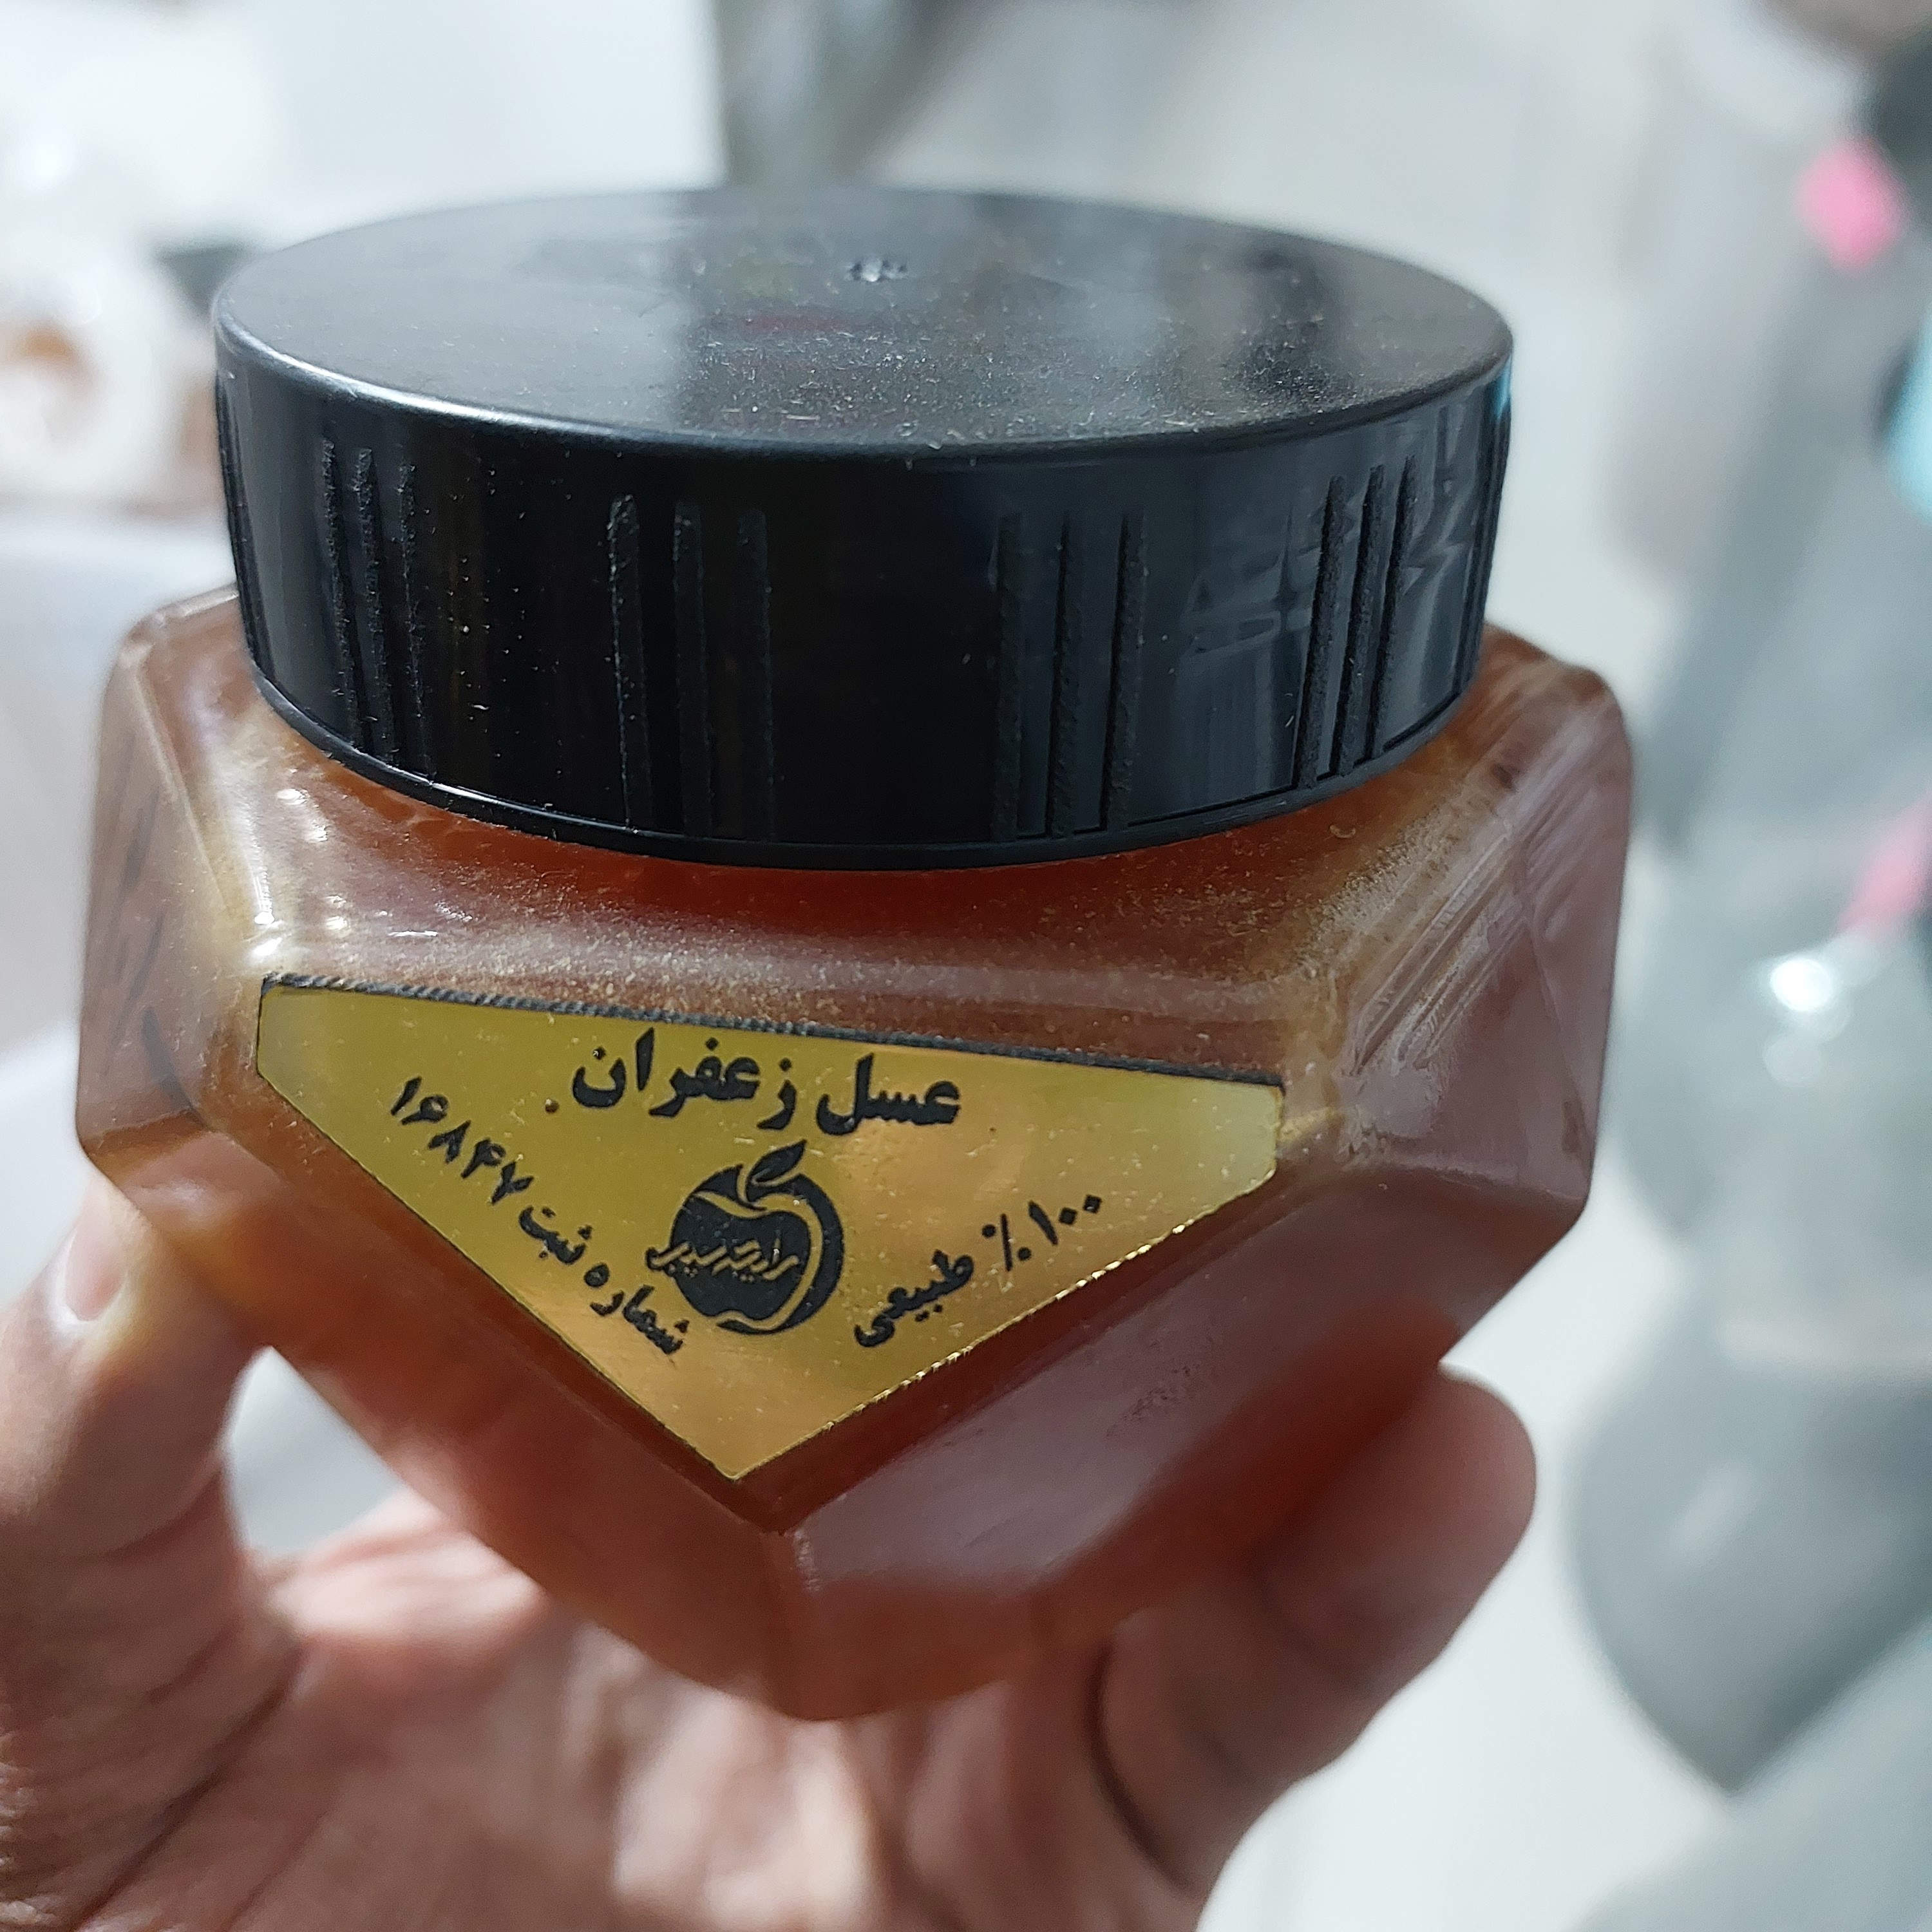 عسل زعفران
۱۰۰٪ طبیعی
شماره ثبت ۱۶۸۴۷